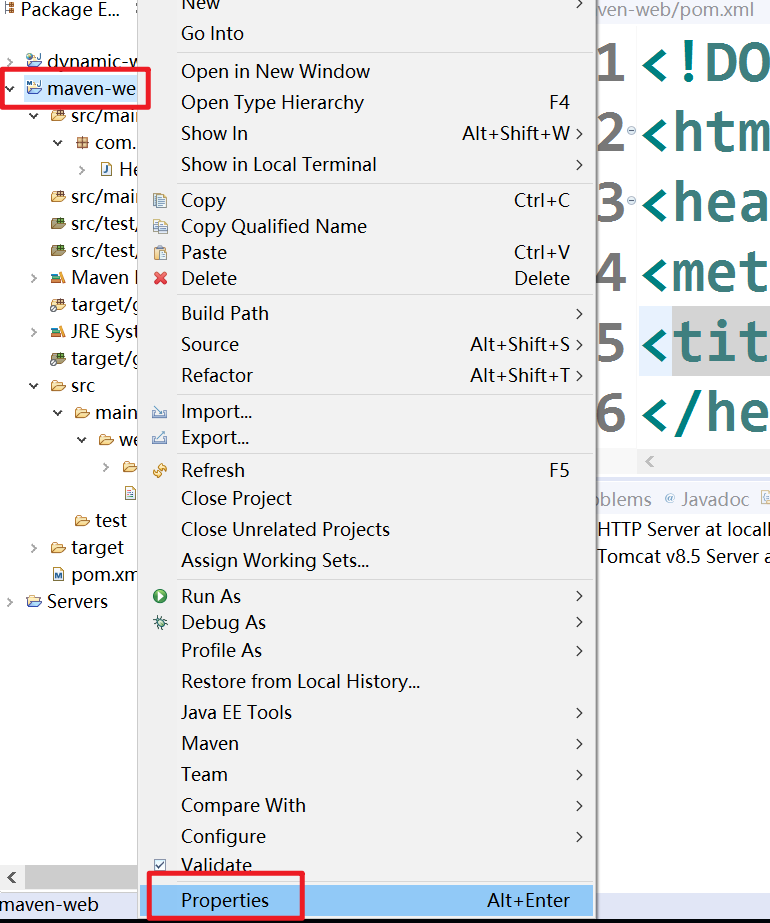 Package E...
dynamic-w
maven-we
src/mai
com.
He
src/mai
src/test/
src/test/
Maven
target/g
JRE Syst
target/g
src
main
we
test
target
pom.xm
Servers
maven-web
New
Go Into
Open in New Window
Open Type Hierarchy F4
Show In Alt+Shift+W
Show in Local Terminal
Copy Ctrl+C
Copy Qualified Name
Paste Ctrl+V
Delete Delete
Build Path
Source Alt+Shift+S
Refactor Alt+Shift+T
Import...
Export...
Refresh F5
Close Project
Close Unrelated Projects
Assign Working Sets...
Run As
Debug As
Profile As
Restore from Local History...
Java EE Tools
Maven
Team
Compare With
Configure
Validate
Properties Alt+Enter
ven-web/pom.xml
1 <!DO
2 <htm
3 <hea
4 <met
5 <tit
6 </he
oblems @ Javadoc
HTTP Server at locall
Tomcat v8.5 Server a